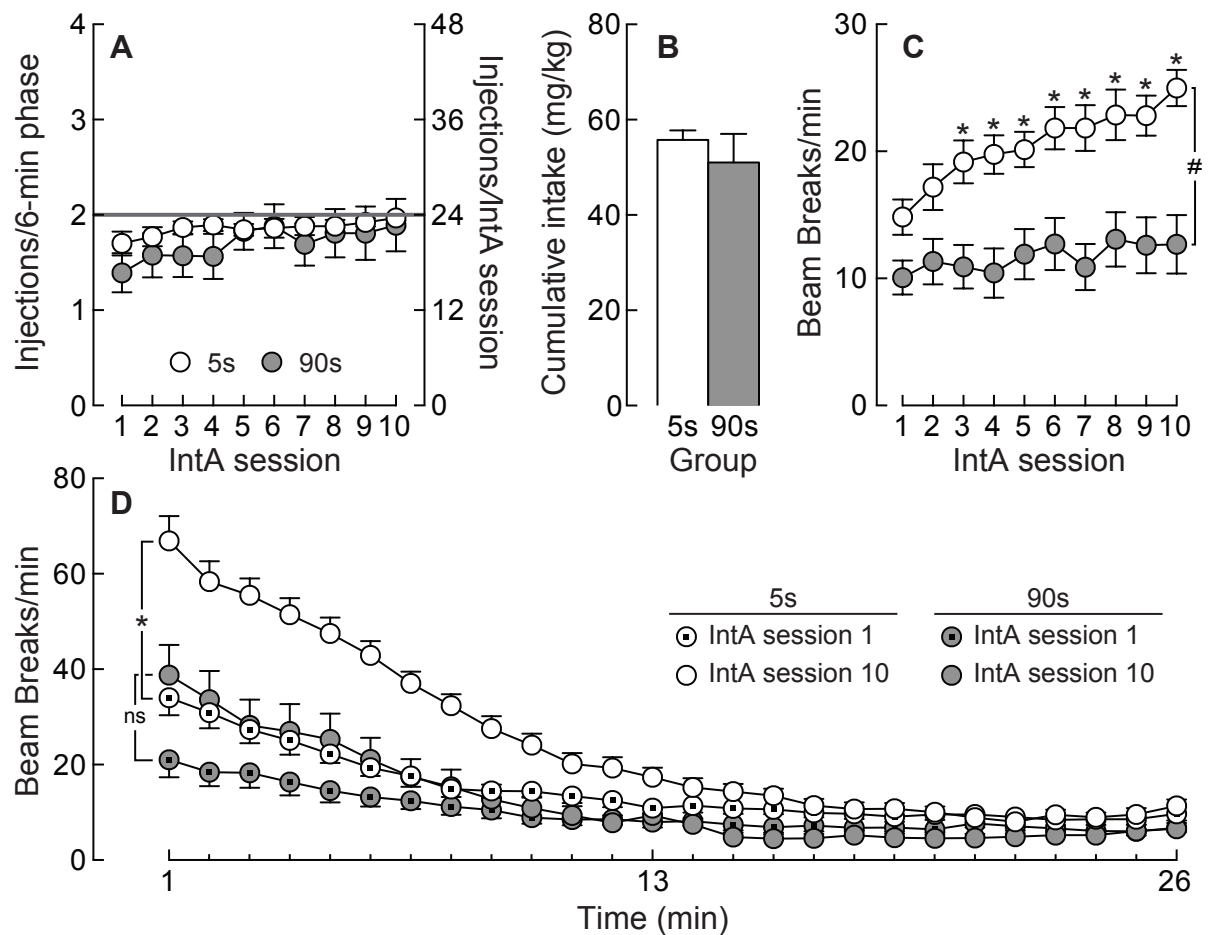 A
Injections/6-min phase
4
3
2
1
0
48
36
24
12
0
Injections/IntA session
5s
90s
1 2 3 4 5 6 7 8 9 10
IntA session
B
Cumulative intake (mg/kg)
80
60
40
20
0
5s 90s
Group
C
Beam Breaks/min
30
20
10
0
* * * * * * * *
#
1 2 3 4 5 6 7 8 9 10
IntA session
D
Beam Breaks/min
80
60
40
20
0
*
ns
5s
IntA session 1
IntA session 10
90s
IntA session 1
IntA session 10
1 13 26
Time (min)